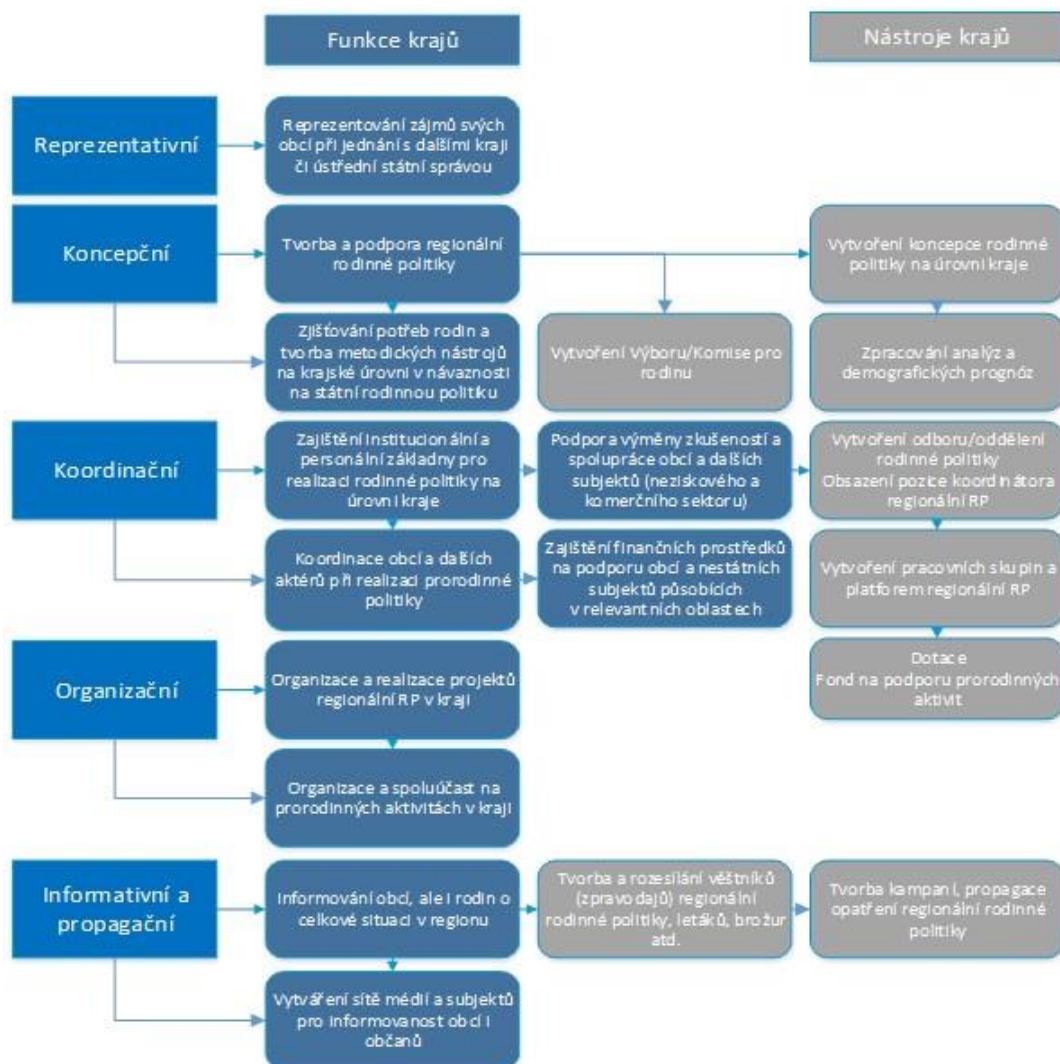 Funkce krajů
Nástroje krajů
Reprezentativní
Reprezentování zájmů svých
obcí při jednání s dalšími kraji
či ústřední státní správou
Koncepční
Tvorba a podpora regionální
rodinné politiky
Vytvoření koncepce rodinné
politiky na úrovni kraje
Zjišťování potřeb rodin a
tvorba metodických nástrojů
na krajské úrovni v návaznosti
na státní rodinnou politiku
Vytvoření Výboru/Komise pro
rodinu
Zpracování analýz a
demografických prognóz
Koordinační
Zajištění institucionální a
personální základny pro
realizaci rodinné politiky na
úrovni kraje
Podpora výměny zkušeností a
spolupráce obcí a dalších
subjektů (neziskového a
komerčního sektoru)
Vytvoření odboru/oddělení
rodinné politiky
Obsazení pozice koordinátora
regionální RP
Koordinace obcí a dalších
aktérů při realizaci prorodinné
politiky
Zajištění finančních prostředků
na podporu obcí a nestátních
subjektů působících
v relevantních oblastech
Vytvoření pracovních skupin a
platforem regionální RP
Organizační
Organizace a realizace projektů
regionální RP v kraji
Dotace
Fond na podporu prorodinných
aktivit
Organizace a spoluúčast na
prorodinných aktivitách v kraji
Informativní a
propagační
Informování obcí, ale i rodin o
celkové situaci v regionu
Tvorba a rozesílání věstníků
(zpravodajů) regionální
rodinné politiky, letáků, brožur
atd.
Tvorba kampaní, propagace
opatření regionální rodinné
politiky
Vytváření sítě médií a subjektů
pro informovanost obcí i
občanů